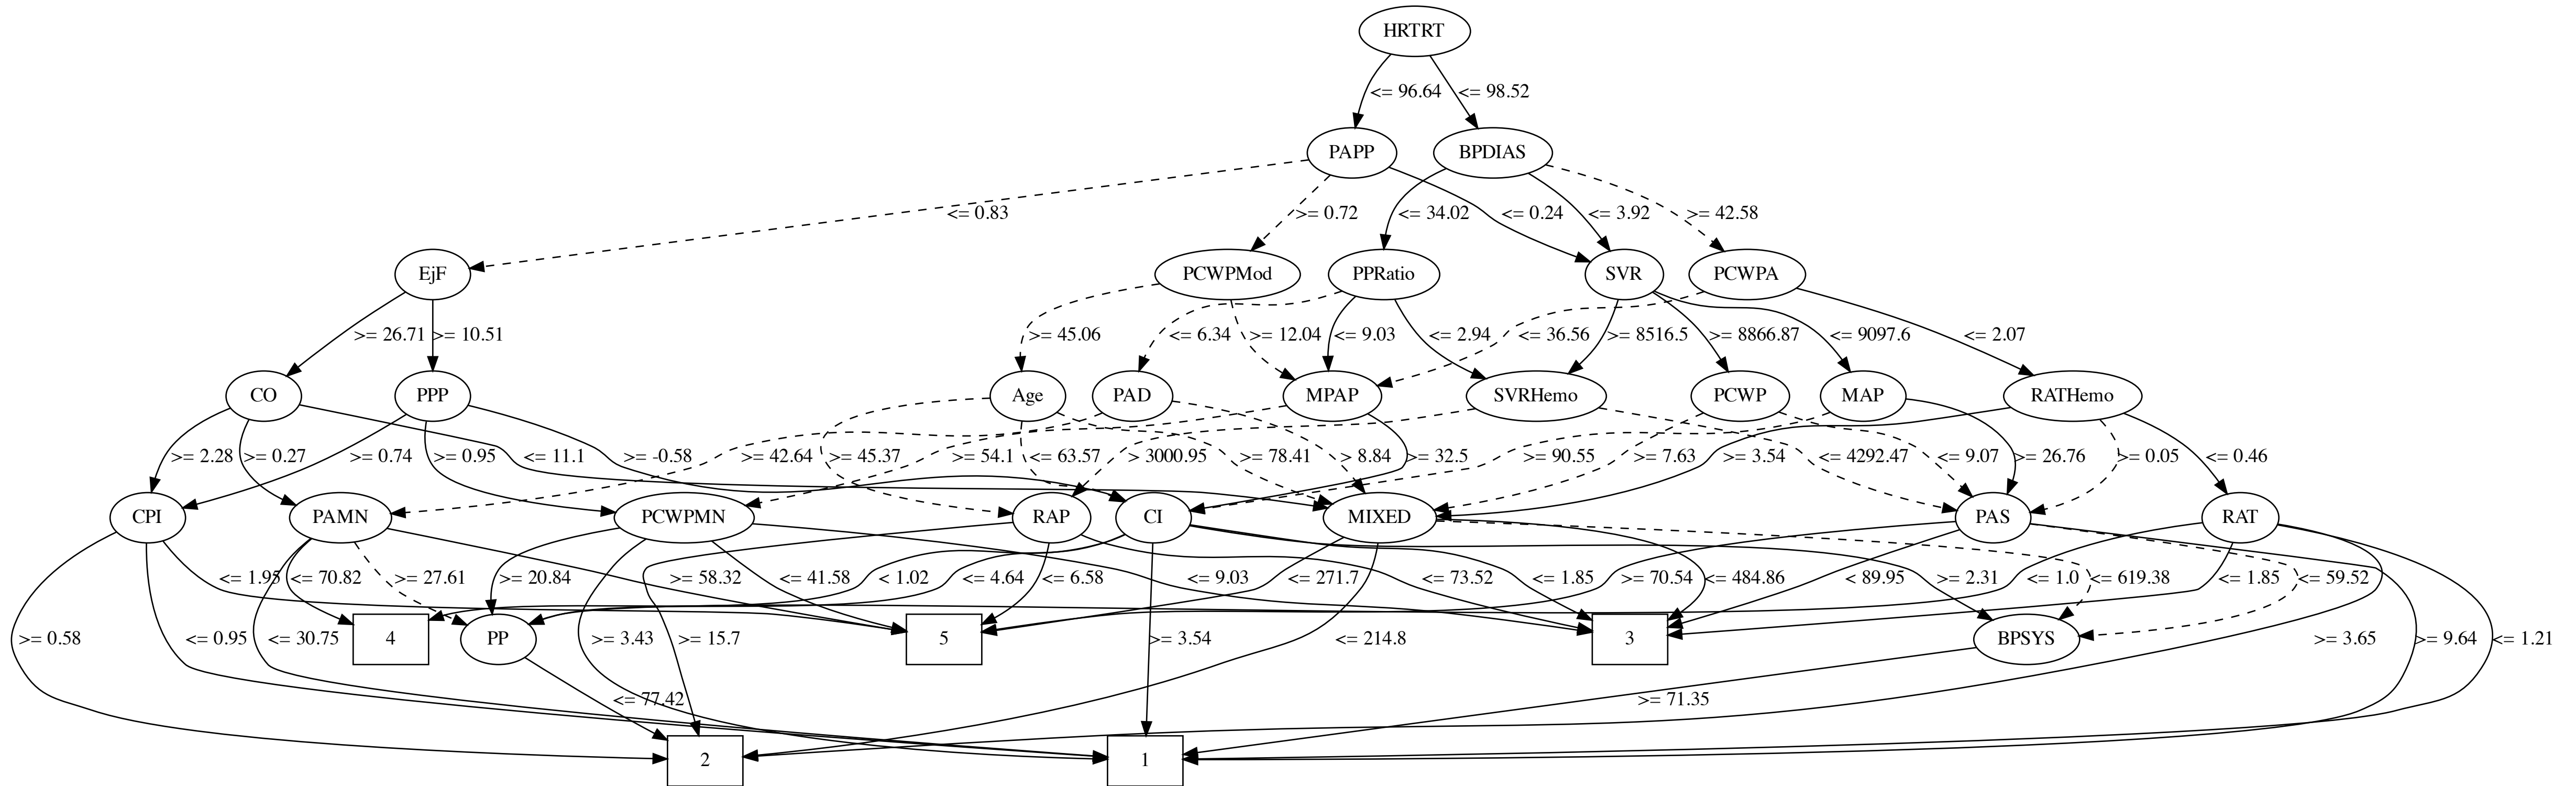 HRTRT
<= 96.64
<= 98.52
PAPP
BPDIAS
<= 0.83
>= 0.72
<= 34.02
<= 0.24
<= 3.92
>= 42.58
EjF
PCWPMod
PPRatio
SVR
PCWPA
>= 26.71
>= 10.51
>= 45.06
<= 6.34
>= 12.04
<= 9.03
<= 2.94
<= 36.56
>= 8516.5
>= 8866.87
<= 9097.6
<= 2.07
CO
PPP
Age
PAD
MPAP
SVRHemo
PCWP
MAP
RATHemo
>= 2.28
>= 0.27
>= 0.74
>= 0.95
<= 11.1
>= -0.58
>= 42.64
>= 45.37
>= 54.1
<= 63.57
> 3000.95
>= 78.41
> 8.84
>= 32.5
>= 90.55
>= 7.63
>= 3.54
<= 4292.47
<= 9.07
>= 26.76
>= 0.05
<= 0.46
CPI
PAMN
PCWPMN
RAP
CI
MIXED
PAS
RAT
<= 1.95
<= 70.82
>= 27.61
>= 20.84
>= 58.32
<= 41.58
< 1.02
<= 4.64
<= 6.58
<= 9.03
<= 271.7
<= 73.52
<= 1.85
>= 70.54
<= 484.86
< 89.95
>= 2.31
<= 1.0
<= 619.38
<= 1.85
<= 59.52
>= 0.58
<= 0.95
<= 30.75
4
PP
>= 3.43
>= 15.7
5
>= 3.54
<= 214.8
3
BPSYS
>= 3.65
>= 9.64
<= 1.21
<= 77.42
>= 71.35
2
1